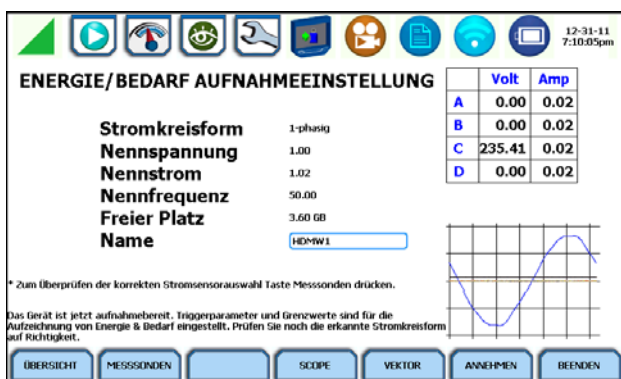 12-31-11
7:10:05pm
ENERGIE/BEDARF AUFNAHMEEINSTELLUNG
Volt Amp
A 0.00 0.02
B 0.00 0.02
C 235.41 0.02
D 0.00 0.02
Stromkreisform 1-phasig
Nennspannung 1.00
Nennstrom 1.02
Nennfrequenz 50.00
Freier Platz 3.60 GB
Name HDMW1
* Zum Überprüfen der korrekten Stromsensorauswahl Taste Messsonden drücken.
Das Gerät ist jetzt aufnahmebereit. Triggerparameter und Grenzwerte sind für die
Aufzeichnung von Energie & Bedarf eingestellt. Prüfen Sie noch die erkannte Stromkreisform
auf Richtigkeit.
ÜBERSICHT MESSSONDEN SCOPE VEKTOR ANNEHMEN BEENDEN